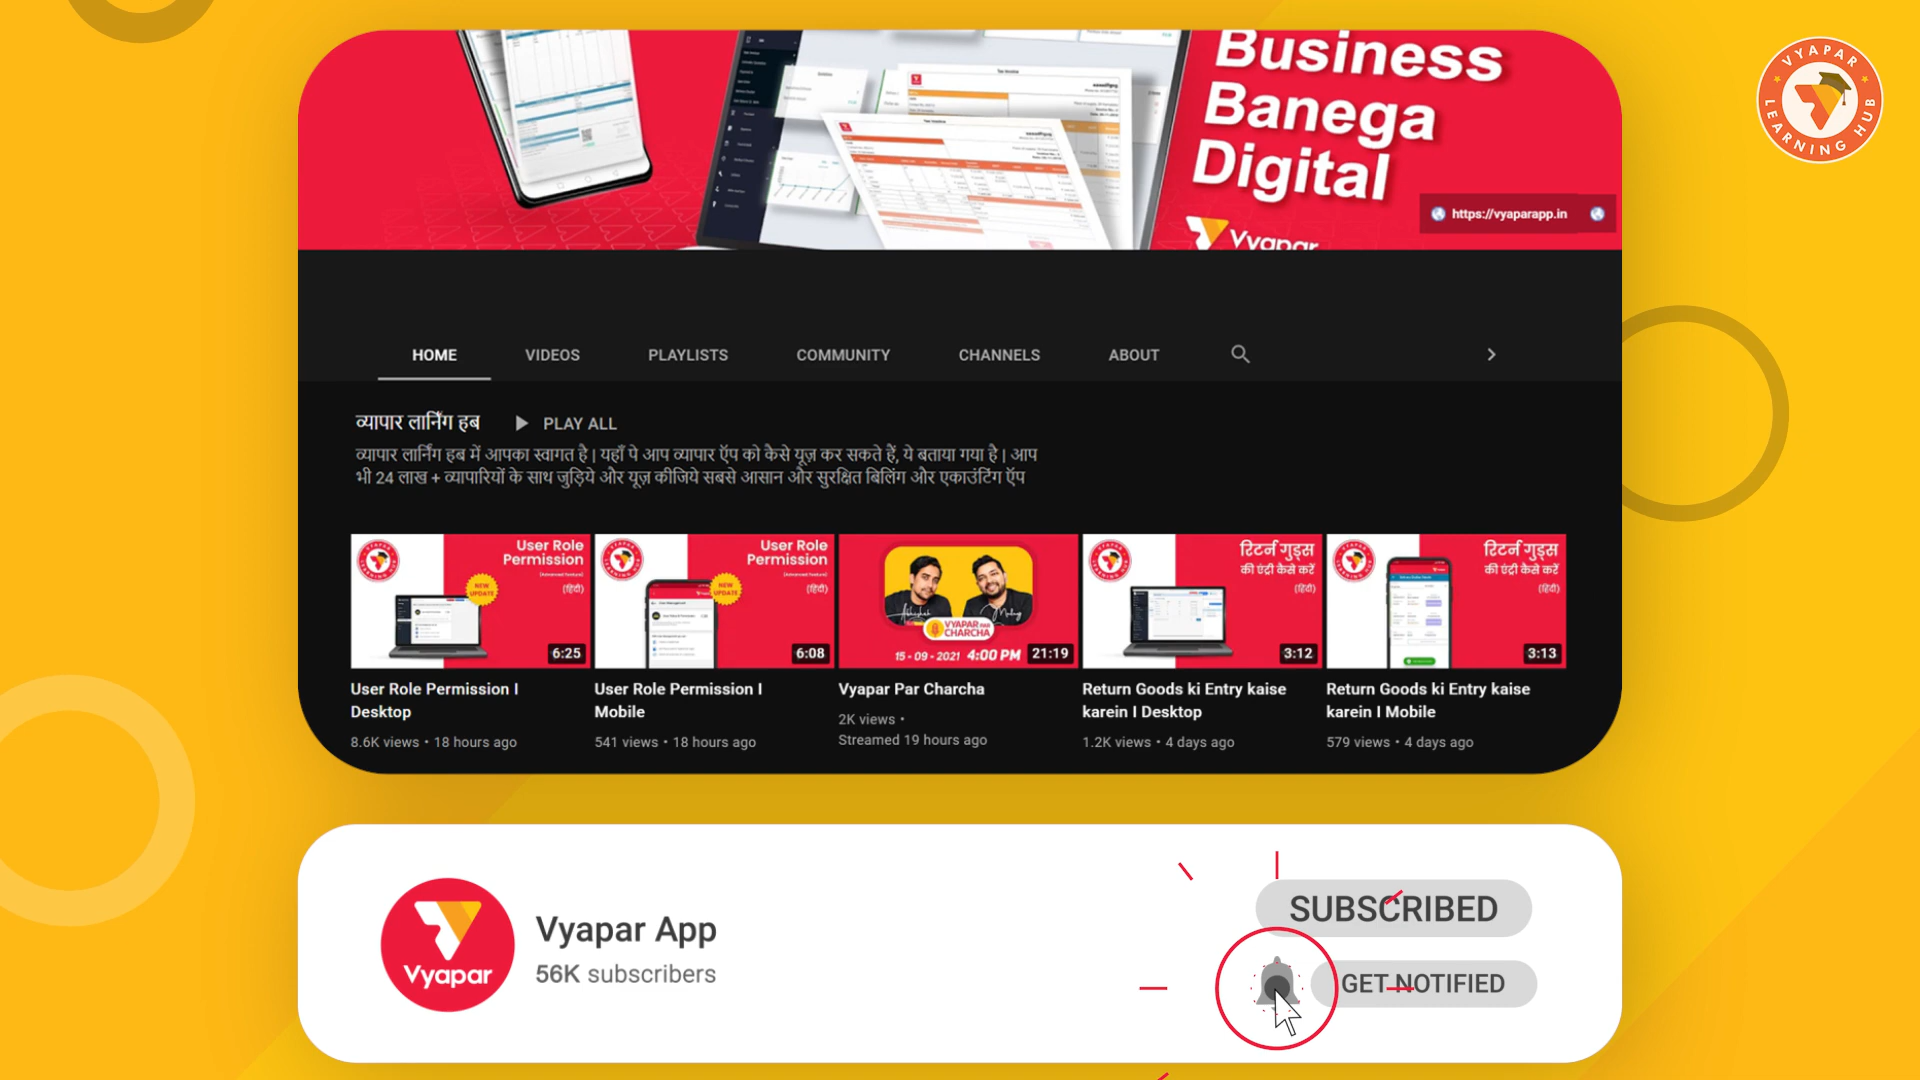 Business
Banega
Digital
Vyapar
https://vyaparapp.in
VYAPAR
LEARNING HUB
HOME
VIDEOS
PLAYLISTS
COMMUNITY
CHANNELS
ABOUT
व्यापार लार्निंग हब
PLAY ALL
व्यापार लार्निंग हब में आपका स्वागत है | यहाँ पे आप व्यापार ऍप को कैसे यूज़ कर सकते हैं, ये बताया गया है | आप
भी 24 लाख + व्यापारियों के साथ जुड़िये और यूज़ कीजिये सबसे आसान और सुरक्षित बिलिंग और एकाउंटिंग ऍप
User Role
Permission
(हिंदी)
NEW
UPDATE
6:25
User Role Permission I
Desktop
8.6K views • 18 hours ago
User Role
Permission
(हिंदी)
NEW
UPDATE
6:08
User Role Permission I
Mobile
541 views • 18 hours ago
VYAPAR PAR
CHARCHA
15 - 09 - 2021 4:00 PM
21:19
Vyapar Par Charcha
2K views •
Streamed 19 hours ago
रिटर्न गुड्स
की एंट्री कैसे करें
(हिंदी)
3:12
Return Goods ki Entry kaise
karein I Desktop
1.2K views • 4 days ago
रिटर्न गुड्स
की एंट्री कैसे करें
(हिंदी)
3:13
Return Goods ki Entry kaise
karein I Mobile
579 views • 4 days ago
Vyapar
Vyapar App
56K subscribers
SUBSCRIBED
GET NOTIFIED